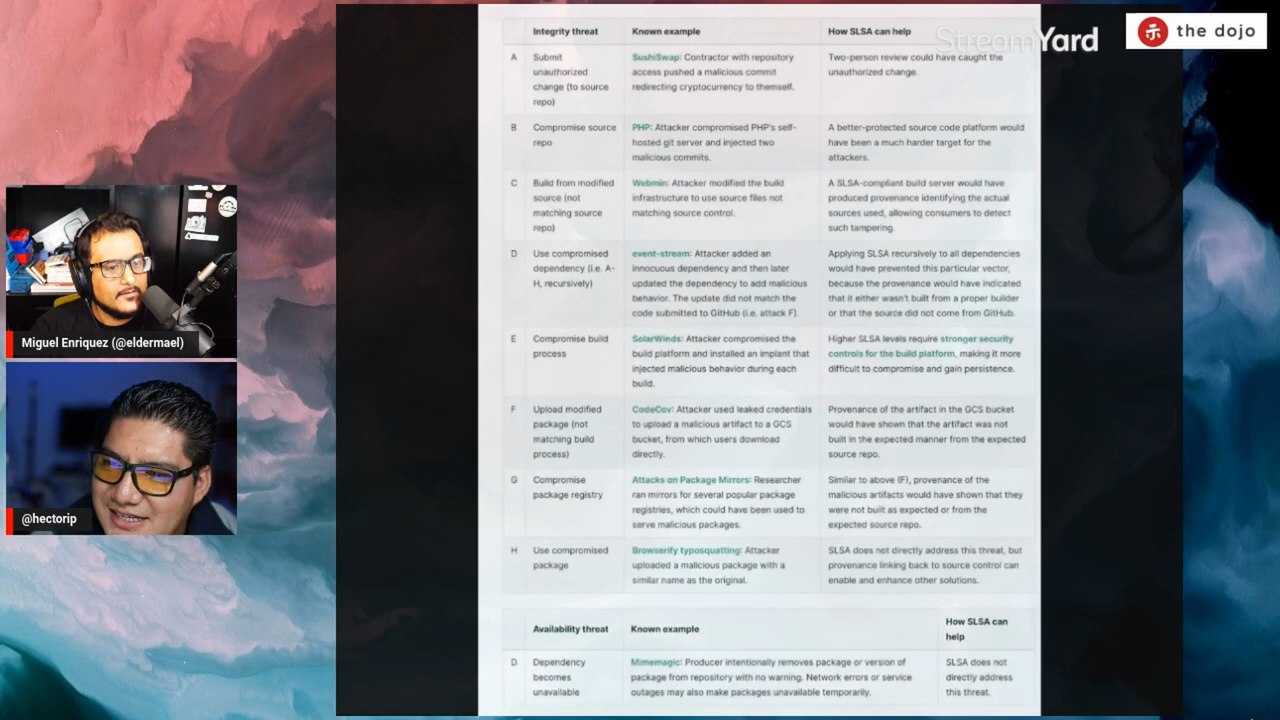 StreamYard
the dojo
Integrity threat
Known example
How SLSA can help
A
Submit
unauthorized
change (to source
repo)
SushiSwap: Contractor with repository
access pushed a malicious commit
redirecting cryptocurrency to themself.
Two-person review could have caught the
unauthorized change.
B
Compromise source
repo
PHP: Attacker compromised PHP's self-
hosted git server and injected two
malicious commits.
A better-protected source code platform would
have been a much harder target for the
attackers.
C
Build from modified
source (not
matching source
repo)
Webmin: Attacker modified the build
infrastructure to use source files not
matching source control.
A SLSA-compliant build server would have
produced provenance identifying the actual
sources used, allowing consumers to detect
such tampering.
D
Use compromised
dependency (i.e. A-
H, recursively)
event-stream: Attacker added an
innocuous dependency and then later
updated the dependency to add malicious
behavior. The update did not match the
code submitted to GitHub (i.e. attack F).
Applying SLSA recursively to all dependencies
would have prevented this particular vector,
because the provenance would have indicated
that it either wasn't built from a proper builder
or that the source did not come from GitHub.
E
Compromise build
process
SolarWinds: Attacker compromised the
build platform and installed an implant that
injected malicious behavior during each
build.
Higher SLSA levels require stronger security
controls for the build platform, making it more
difficult to compromise and gain persistence.
F
Upload modified
package (not
matching build
process)
CodeCov: Attacker used leaked credentials
to upload a malicious artifact to a GCS
bucket, from which users download
directly.
Provenance of the artifact in the GCS bucket
would have shown that the artifact was not
built in the expected manner from the expected
source repo.
G
Compromise
package registry
Attacks on Package Mirrors: Researcher
ran mirrors for several popular package
registries, which could have been used to
serve malicious packages.
Similar to above (F), provenance of the
malicious artifacts would have shown that they
were not built as expected or from the
expected source repo.
H
Use compromised
package
Browserify typosquatting: Attacker
uploaded a malicious package with a
similar name as the original.
SLSA does not directly address this threat, but
provenance linking back to source control can
enable and enhance other solutions.
Availability threat
Known example
How SLSA can
help
D
Dependency
becomes
unavailable
Mimemagic: Producer intentionally removes package or version of
package from repository with no warning. Network errors or service
outages may also make packages unavailable temporarily.
SLSA does not
directly address
this threat.
Miguel Enriquez (@eldermael)
@hectorip